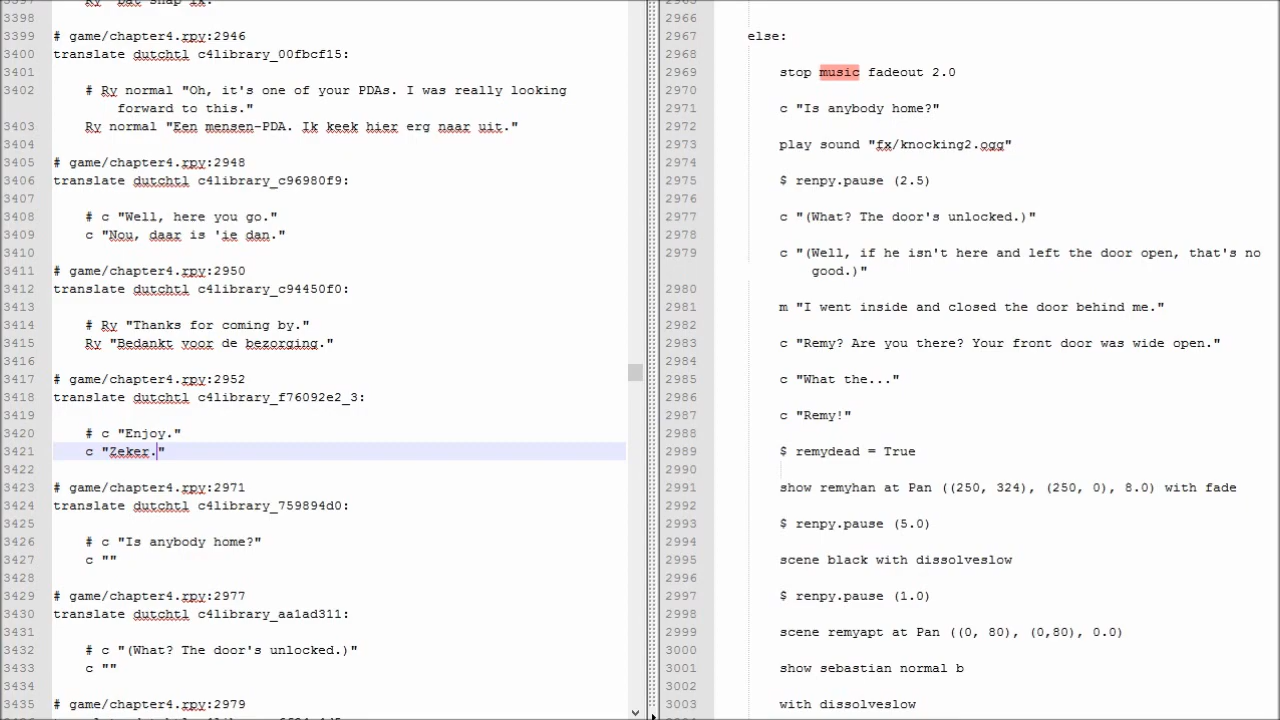 3397 Ry "Dat snap ik."
3398
3399 # game/chapter4.rpy:2946
3400 translate dutchtl c4library_00fbcf15:
3401
3402 # Ry normal "Oh, it's one of your PDAs. I was really looking
forward to this."
3403 Ry normal "Een mensen-PDA. Ik keek hier erg naar uit."
3404
3405 # game/chapter4.rpy:2948
3406 translate dutchtl c4library_c96980f9:
3407
3408 # c "Well, here you go."
3409 c "Nou, daar is 'ie dan."
3410
3411 # game/chapter4.rpy:2950
3412 translate dutchtl c4library_c94450f0:
3413
3414 # Ry "Thanks for coming by."
3415 Ry "Bedankt voor de bezorging."
3416
3417 # game/chapter4.rpy:2952
3418 translate dutchtl c4library_f76092e2_3:
3419
3420 # c "Enjoy."
3421 c "Zeker."
3422
3423 # game/chapter4.rpy:2971
3424 translate dutchtl c4library_759894d0:
3425
3426 # c "Is anybody home?"
3427 c ""
3428
3429 # game/chapter4.rpy:2977
3430 translate dutchtl c4library_aa1ad311:
3431
3432 # c "(What? The door's unlocked.)"
3433 c ""
3434
3435 # game/chapter4.rpy:2979
2965
2966
2967 else:
2968
2969 stop music fadeout 2.0
2970
2971 c "Is anybody home?"
2972
2973 play sound "fx/knocking2.ogg"
2974
2975 $ renpy.pause (2.5)
2976
2977 c "(What? The door's unlocked.)"
2978
2979 c "(Well, if he isn't here and left the door open, that's no
good.)"
2980
2981 m "I went inside and closed the door behind me."
2982
2983 c "Remy? Are you there? Your front door was wide open."
2984
2985 c "What the..."
2986
2987 c "Remy!"
2988
2989 $ remydead = True
2990
2991 show remyhan at Pan ((250, 324), (250, 0), 8.0) with fade
2992
2993 $ renpy.pause (5.0)
2994
2995 scene black with dissolveslow
2996
2997 $ renpy.pause (1.0)
2998
2999 scene remyapt at Pan ((0, 80), (0,80), 0.0)
3000
3001 show sebastian normal b
3002
3003 with dissolveslow